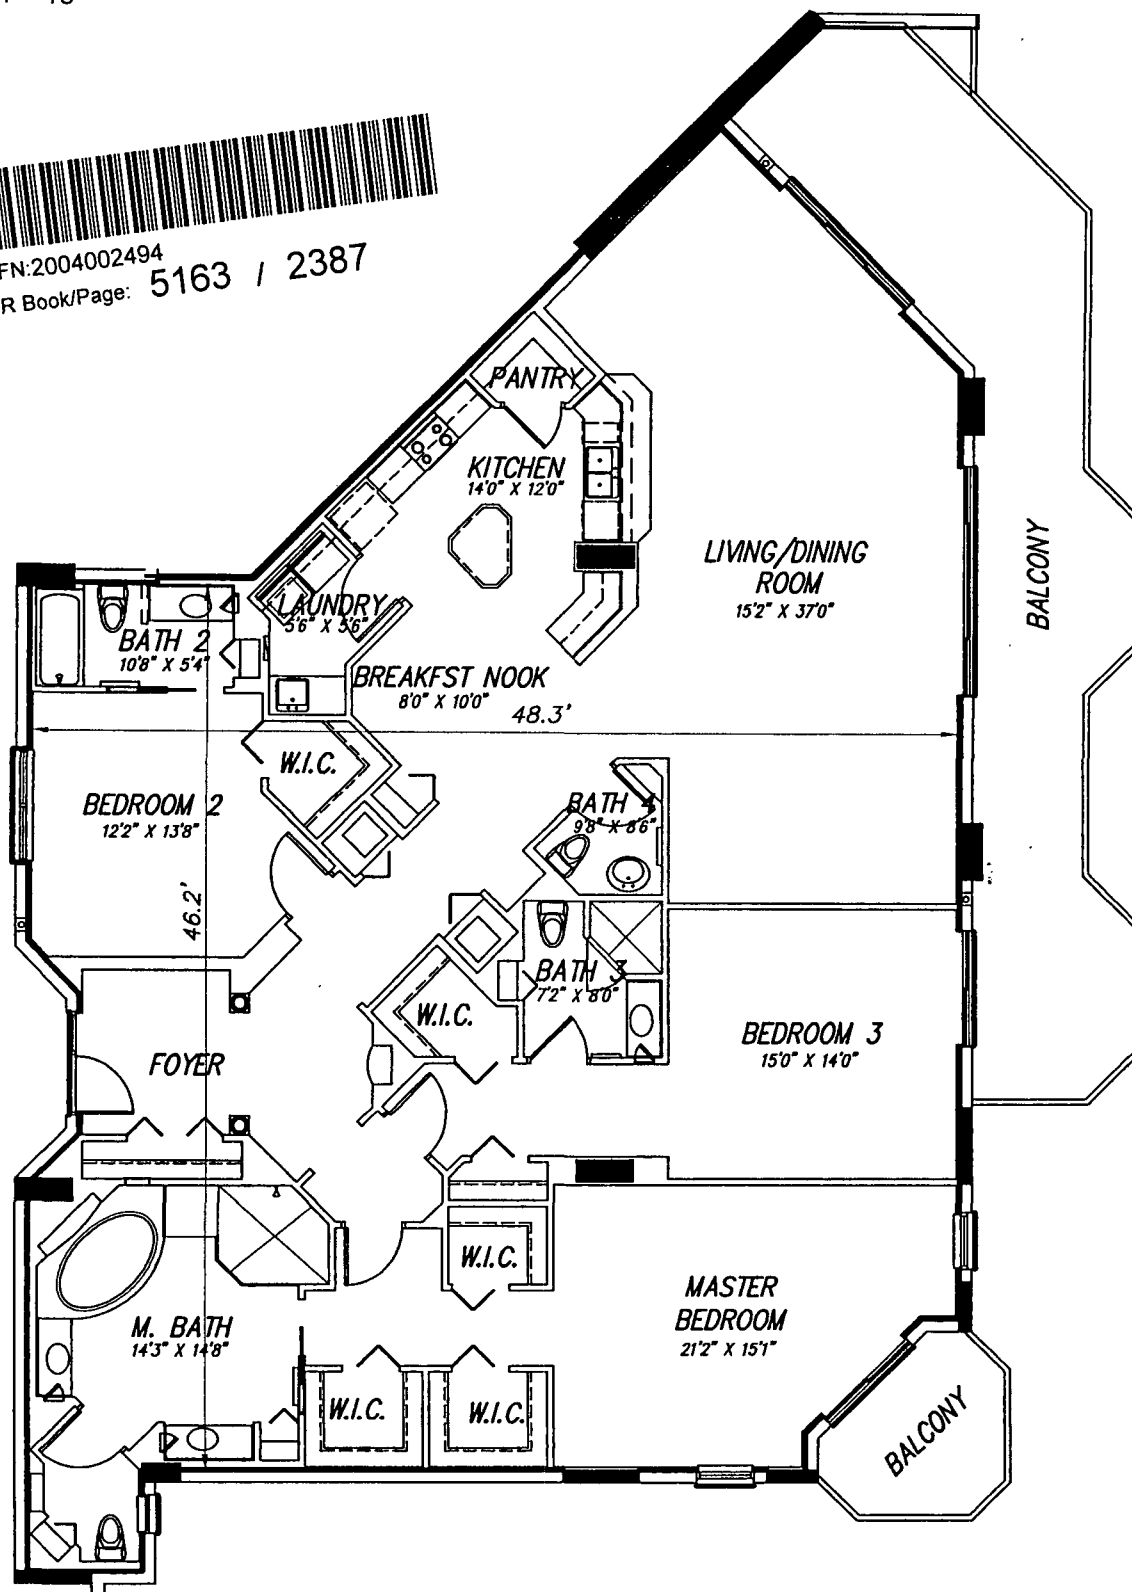 FN:2004002494
R Book/Page: 5163 / 2387
PANTRY
KITCHEN
14'0" X 12'0"
LIVING/DINING
ROOM
15'2" X 37'0"
BALCONY
LAUNDRY
5'6" X 5'6"
BATH 2
10'8" X 5'4"
BREAKFST NOOK
8'0" X 10'0"
48.3'
W.I.C.
BEDROOM 2
12'2" X 13'8"
BATH 4
9'8" X 8'6"
46.2'
BATH 3
7'2" X 8'0"
W.I.C.
BEDROOM 3
15'0" X 14'0"
FOYER
W.I.C.
MASTER
BEDROOM
21'2" X 15'1"
M. BATH
14'3" X 14'8"
W.I.C.
W.I.C.
BALCONY